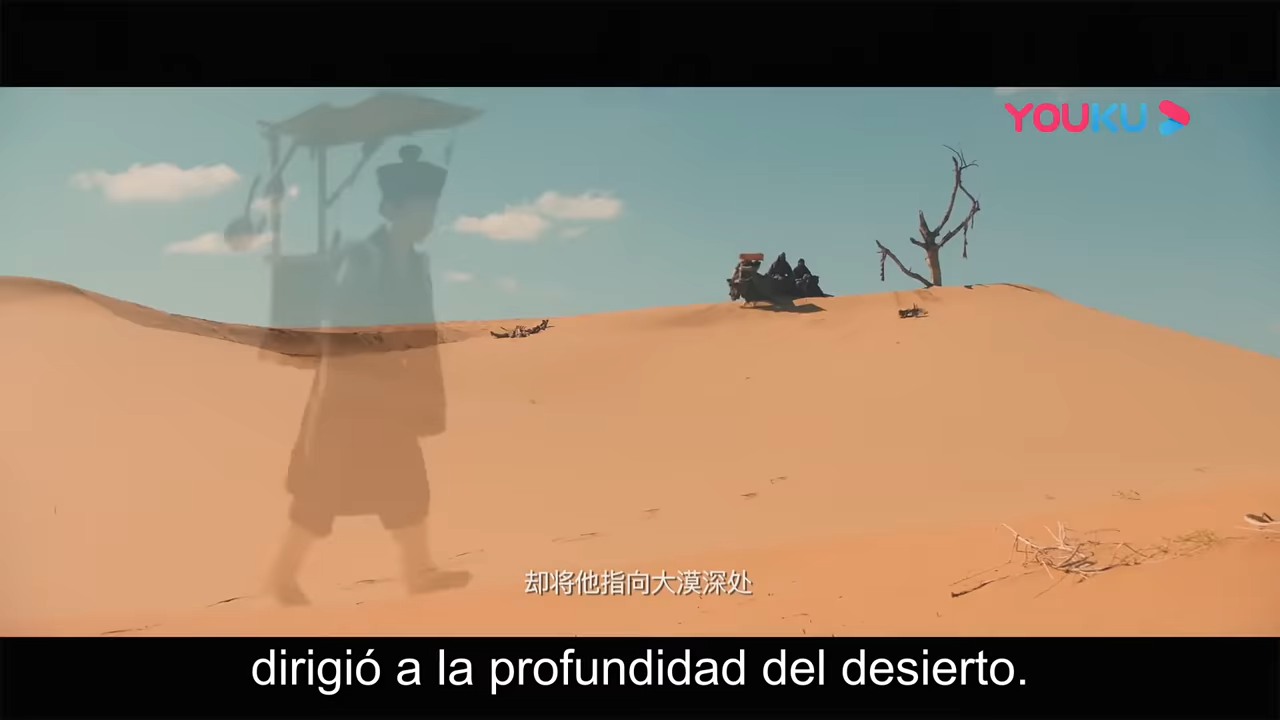 YOUKU
却将他指向大漠深处
dirigió a la profundidad del desierto.